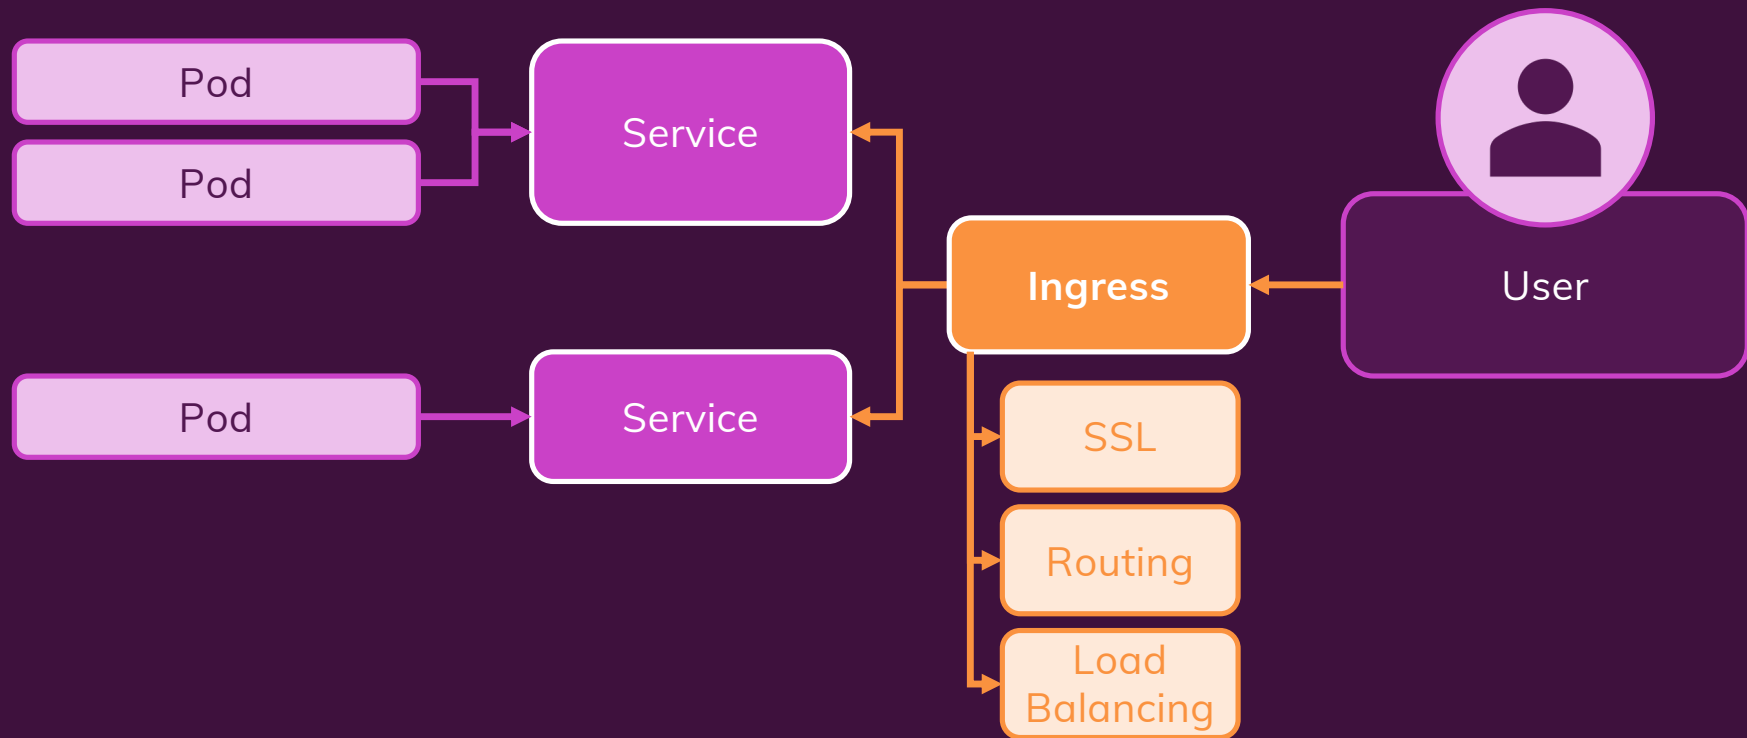 Pod
Pod
Service
Ingress
User
Pod
Service
SSL
Routing
Load
Balancing